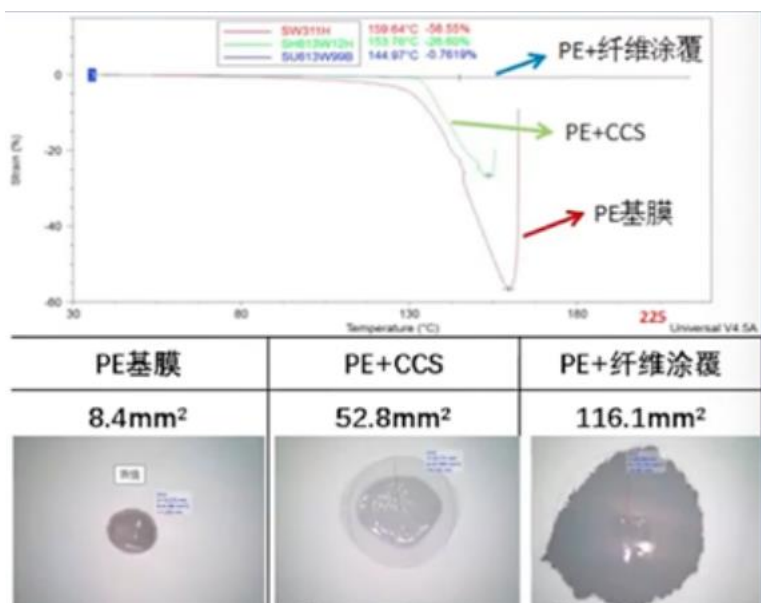 SW311H 159.64°C -56.55%
SH613W12H 153.76°C -26.60%
SU613W99B 144.97°C -0.7619%
PE+纤维涂覆
PE+CCS
PE基膜
Strain (%)
0
-20
-40
-60
30 80 130 180 225
Temperature (°C)
Universal V4.5A
PE基膜 PE+CCS PE+纤维涂覆
8.4mm² 52.8mm² 116.1mm²